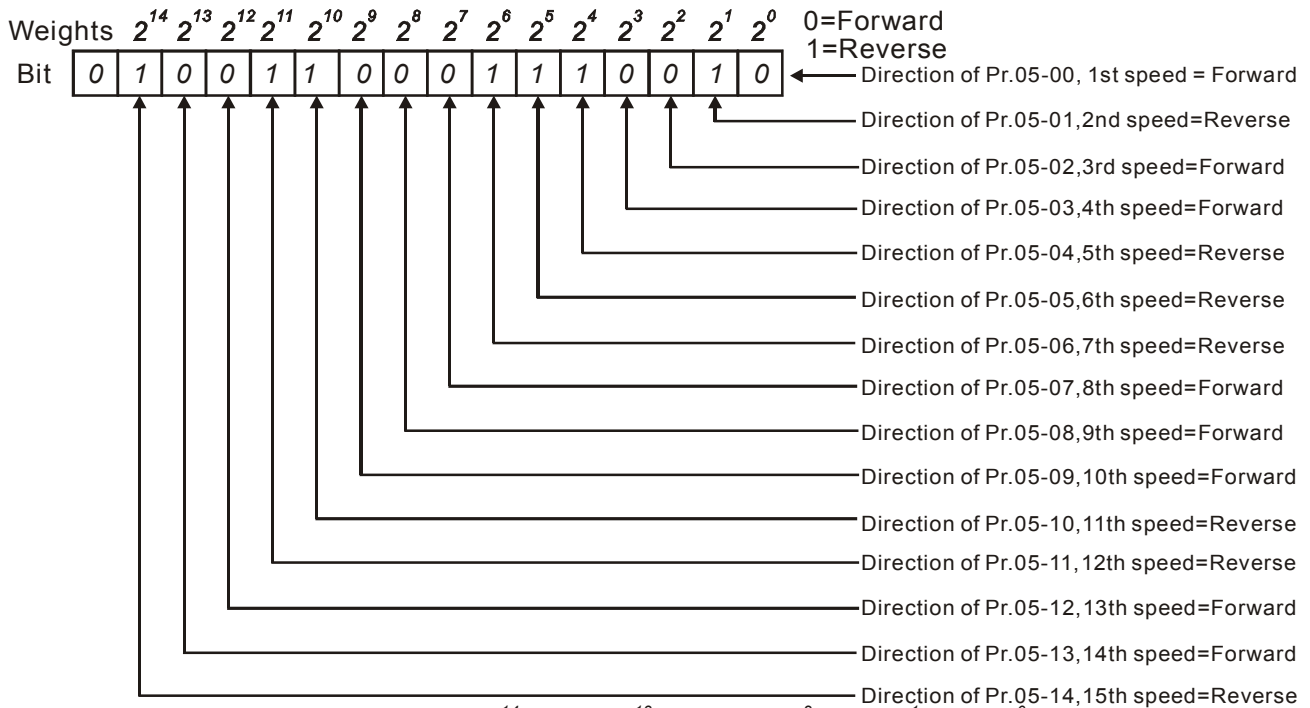 Weights 2^14 2^13 2^12 2^11 2^10 2^9 2^8 2^7 2^6 2^5 2^4 2^3 2^2 2^1 2^0
0=Forward
1=Reverse
Bit 0 1 0 0 1 1 0 0 0 1 1 1 0 0 1 0
Direction of Pr.05-00, 1st speed = Forward
Direction of Pr.05-01,2nd speed=Reverse
Direction of Pr.05-02,3rd speed=Forward
Direction of Pr.05-03,4th speed=Forward
Direction of Pr.05-04,5th speed=Reverse
Direction of Pr.05-05,6th speed=Reverse
Direction of Pr.05-06,7th speed=Reverse
Direction of Pr.05-07,8th speed=Forward
Direction of Pr.05-08,9th speed=Forward
Direction of Pr.05-09,10th speed=Forward
Direction of Pr.05-10,11th speed=Reverse
Direction of Pr.05-11,12th speed=Reverse
Direction of Pr.05-12,13th speed=Forward
Direction of Pr.05-13,14th speed=Forward
Direction of Pr.05-14,15th speed=Reverse